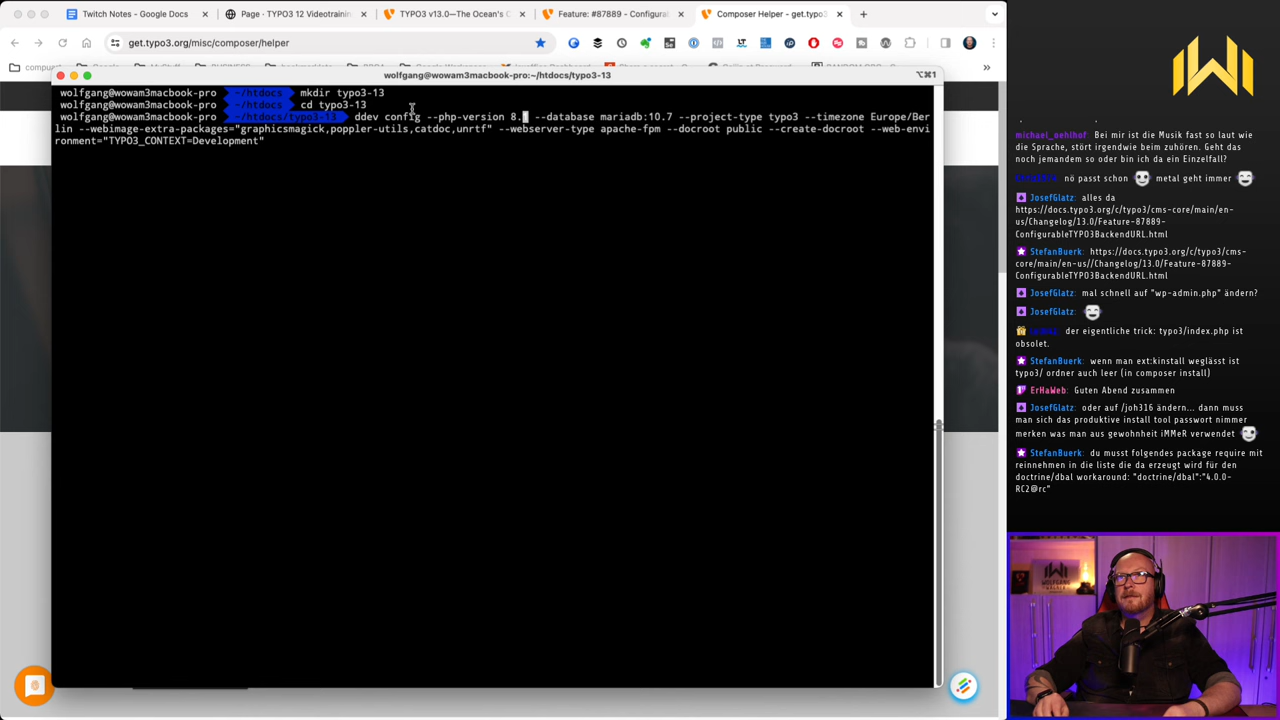 Twitch Notes - Google Docs
Page · TYPO3 12 Videotraining
TYPO3 v13.0—The Ocean's C
Feature: #87889 - Configurabl
Composer Helper - get.typo3
get.typo3.org/misc/composer/helper
wolfgang@wowam3macbook-pro:~/htdocs/typo3-13
⌥⌘1
wolfgang@wowam3macbook-pro ~/htdocs mkdir typo3-13
wolfgang@wowam3macbook-pro ~/htdocs cd typo3-13
wolfgang@wowam3macbook-pro ~/htdocs/typo3-13 ddev config --php-version 8.1 --database mariadb:10.7 --project-type typo3 --timezone Europe/Ber
lin --webimage-extra-packages="graphicsmagick,poppler-utils,catdoc,unrtf" --webserver-type apache-fpm --docroot public --create-docroot --web-envi
ronment="TYPO3_CONTEXT=Development"
michael_oehlhof: Bei mir ist die Musik fast so laut
wie die Sprache, stört irgendwie beim zuhören. Geht das
noch jemandem so oder bin ich da ein Einzelfall?
nö passt schon metal geht immer
JosefGlatz: alles da
https://docs.typo3.org/c/typo3/cms-core/main/en-
us/Changelog/13.0/Feature-87889-
ConfigurableTYPO3BackendURL.html
StefanBuerk: https://docs.typo3.org/c/typo3/cms-
core/main/en-us//Changelog/13.0/Feature-87889-
ConfigurableTYPO3BackendURL.html
JosefGlatz: mal schnell auf "wp-admin.php" ändern?
JosefGlatz:
der eigentliche trick: typo3/index.php ist
obsolet.
StefanBuerk: wenn man ext:kinstall weglässt ist
typo3/ ordner auch leer (in composer install)
ErHaWeb: Guten Abend zusammen
JosefGlatz: oder auf /joh316 ändern... dann muss
man sich das produktive install tool passwort nimmer
merken was man aus gewohnheit iMMeR verwendet
StefanBuerk: du musst folgendes package require mit
reinnehmen in die liste die da erzeugt wird für den
doctrine/dbal workaround: "doctrine/dbal":"4.0.0-
RC2@rc"